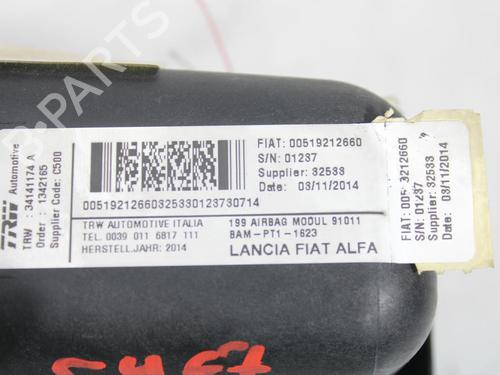 TRW Automotive
TRW : 34141174 A
Order : 1342165
Supplier Code: C500
00519212660325330123730714
TRW AUTOMOTIVE ITALIA
TEL. 0039 011 6817 111
HERSTELL.JAHR: 2014
FIAT: 00519212660
S/N: 01237
Supplier: 32533
Date: 03/11/2014
199 AIRBAG MODUL 91011
BAM-PT1-1623
LANCIA FIAT ALFA
FIAT: 005 3212660
S/N: 01237
Supplier: 32533
Date: 03/11/2014
B-Parts